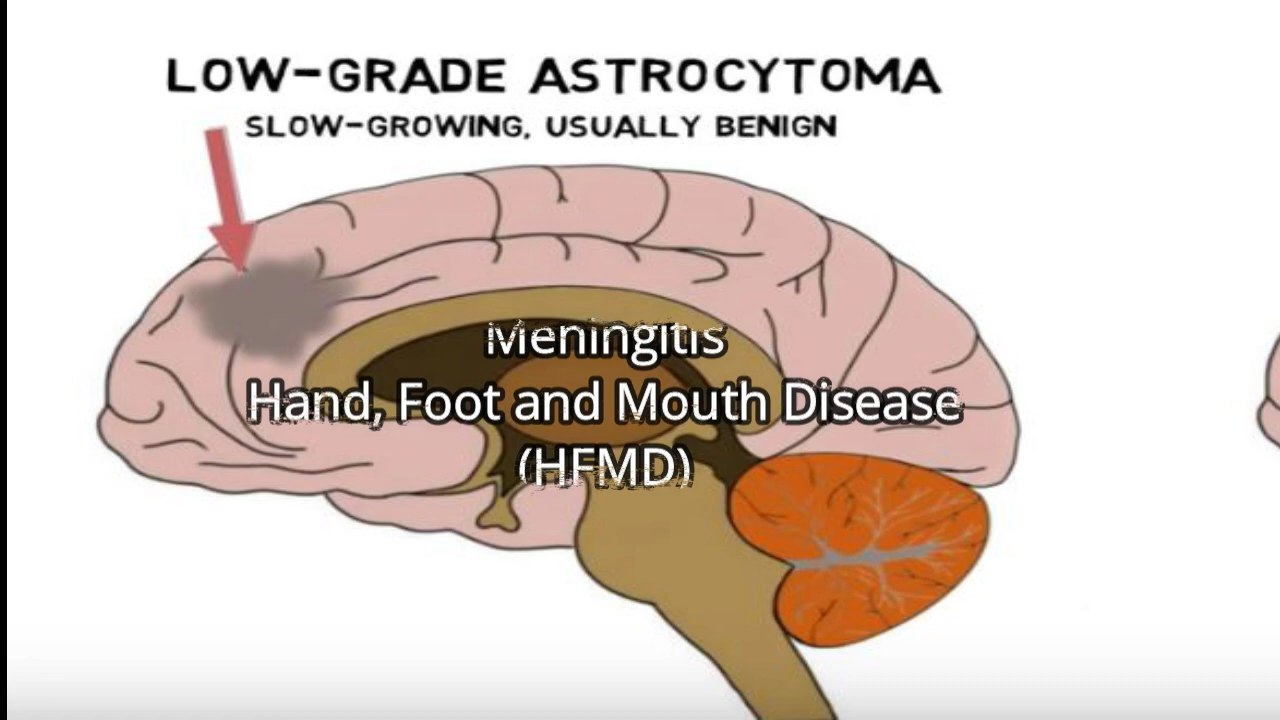 LOW-GRADE ASTROCYTOMA
SLOW-GROWING, USUALLY BENIGN
Meningitis
Hand, Foot and Mouth Disease
(HFMD)